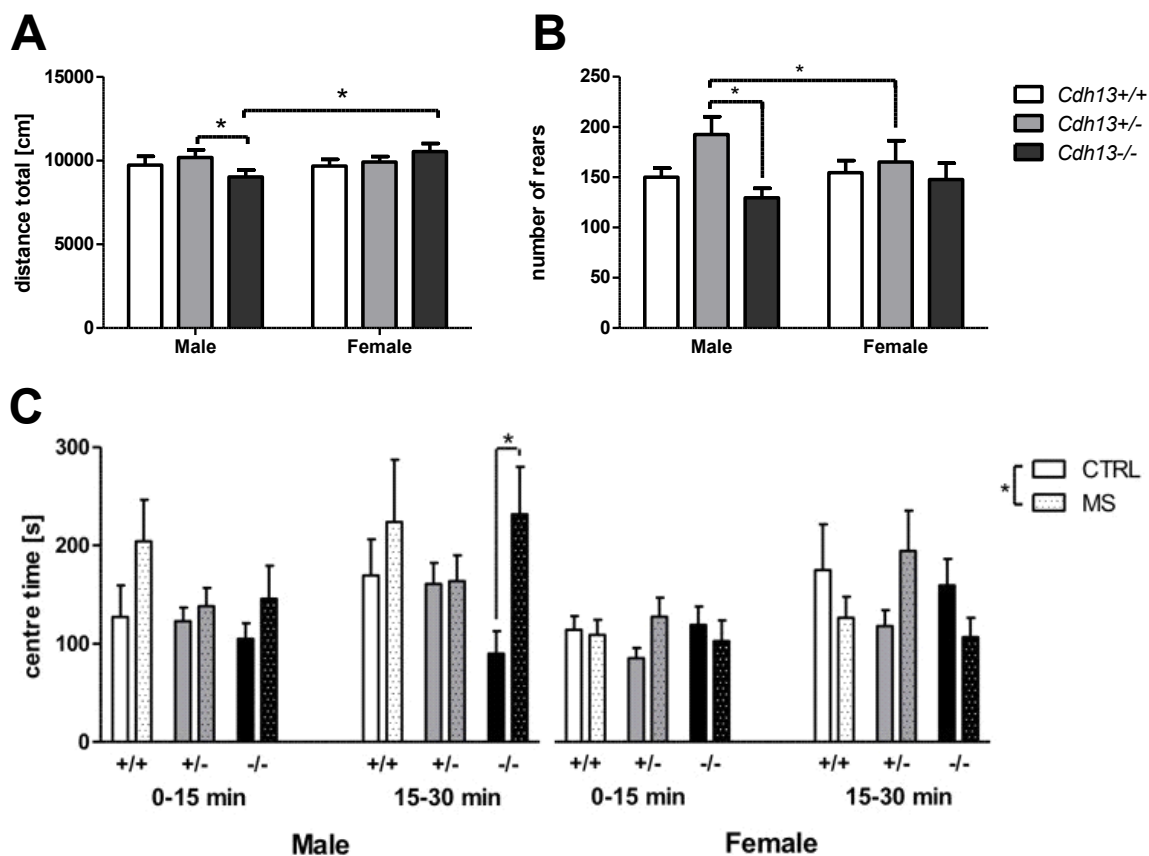 A
distance total [cm]
15000
10000
5000
0
*
*
Male Female
B
number of rears
250
200
150
100
50
0
*
*
Male Female
Cdh13+/+
Cdh13+/-
Cdh13-/-
C
centre time [s]
300
200
100
0
*
* CTRL
MS
+/+ +/- -/- +/+ +/- -/- +/+ +/- -/- +/+ +/- -/-
0-15 min 15-30 min 0-15 min 15-30 min
Male Female